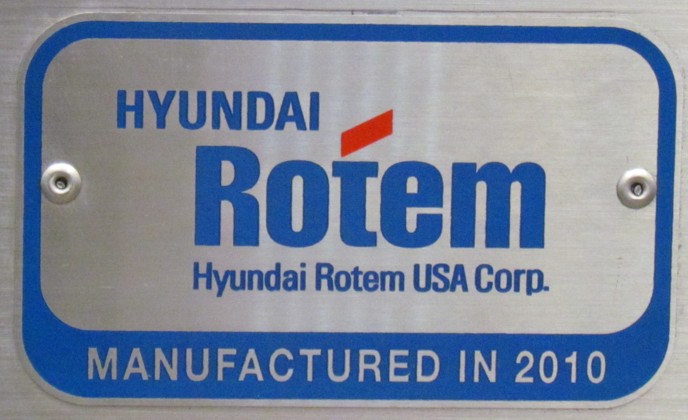 HYUNDAI
Rotem
Hyundai Rotem USA Corp.
MANUFACTURED IN 2010